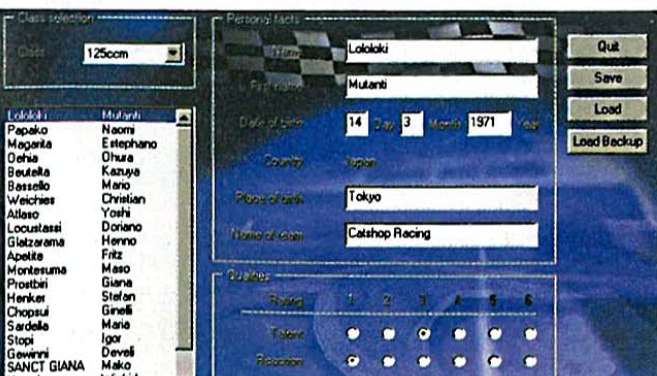 Class selection
Class
125ccm
Lololoki Mutanti
Papako Naomi
Magarita Estephano
Oehia Ohura
Beutelta Kazuya
Bassello Mario
Weichies Christian
Atlaso Yoshi
Locustassi Doriano
Glatzarama Henno
Apetite Fritz
Montesuma Maso
Prostbiri Giana
Henker Stefan
Chopsui Ginelli
Sardella Maria
Stopi Igor
Gewinni Develi
SANCT GIANA Mako
Personal facts
Name
Lololoki
First name
Mutanti
Date of birth
14 Day 3 Month 1971 Year
Country Japan
Place of birth
Tokyo
Name of team
Catshop Racing
Qualities
Rating 1 2 3 4 5 6
Talent
Reaction
Quit
Save
Load
Load Backup